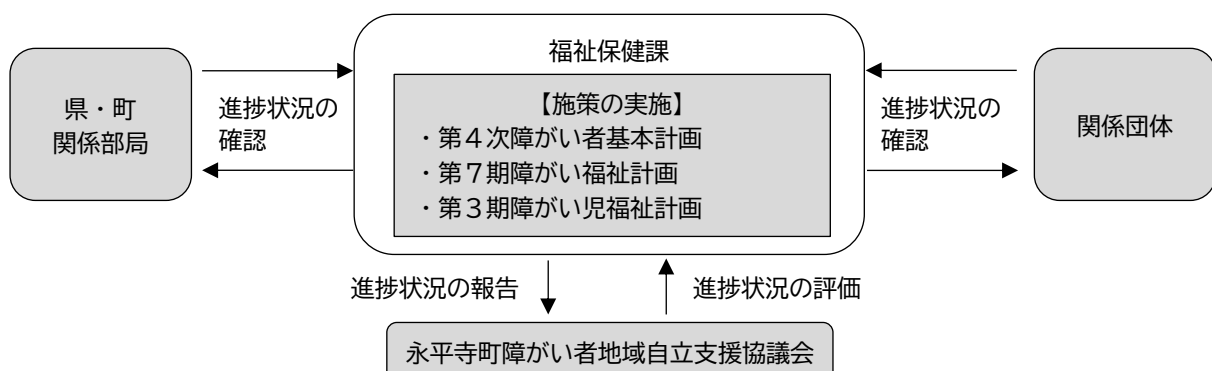 福祉保健課
県・町
関係部局
進捗状況の
確認
【施策の実施】
・第４次障がい者基本計画
・第７期障がい福祉計画
・第３期障がい児福祉計画
進捗状況の
確認
関係団体
進捗状況の報告
進捗状況の評価
永平寺町障がい者地域自立支援協議会